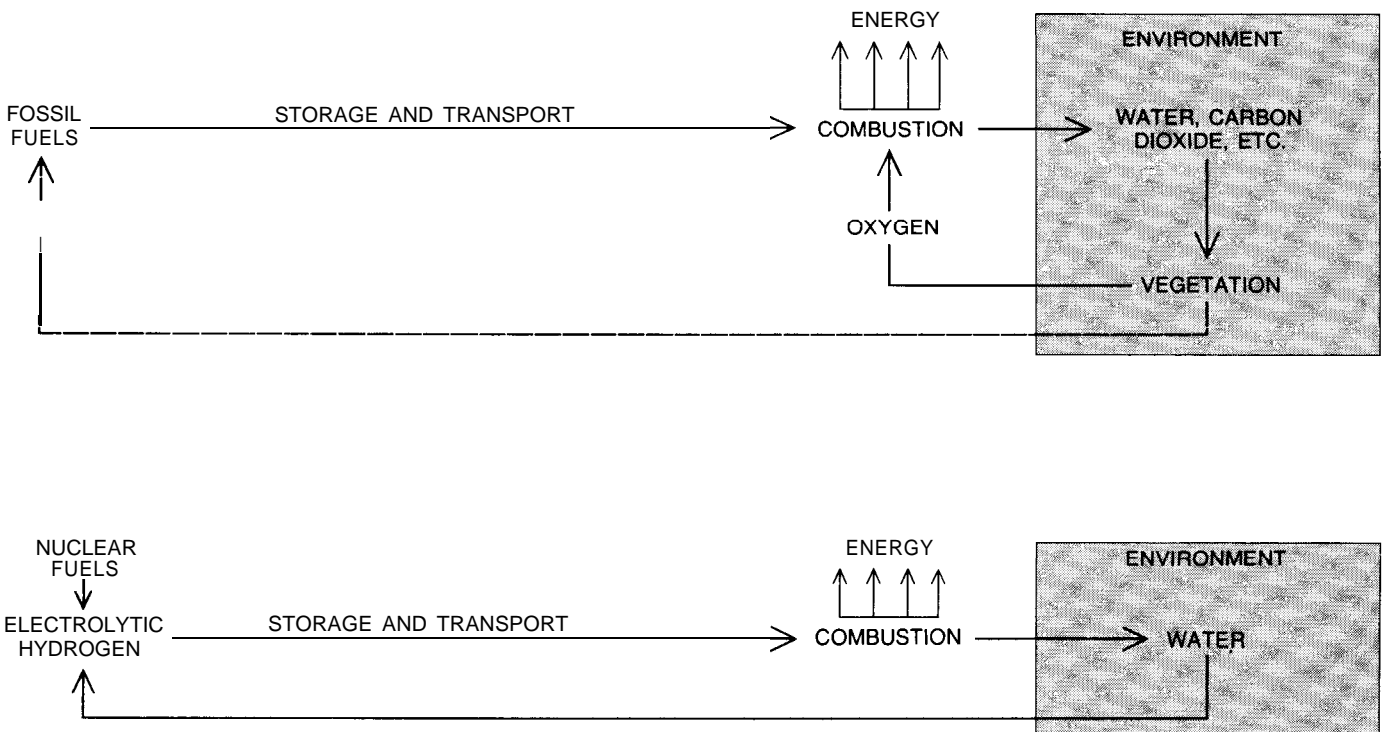 ENERGY
ENVIRONMENT
FOSSIL
FUELS
STORAGE AND TRANSPORT
COMBUSTION
WATER, CARBON
DIOXIDE, ETC.
OXYGEN
VEGETATION
NUCLEAR
FUELS
ENERGY
ENVIRONMENT
ELECTROLYTIC
HYDROGEN
STORAGE AND TRANSPORT
COMBUSTION
WATER